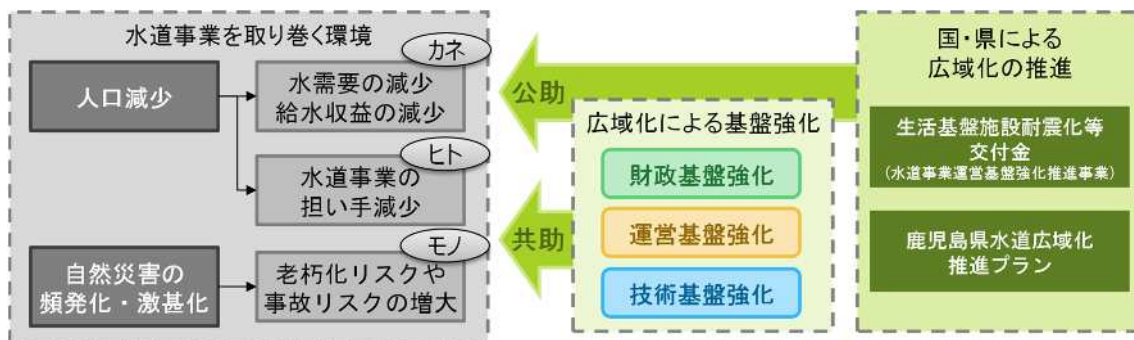 水道事業を取り巻く環境
カネ
人口減少
水需要の減少
給水収益の減少
ヒト
水道事業の
担い手減少
モノ
自然災害の
頻発化・激甚化
老朽化リスクや
事故リスクの増大
公助
共助
広域化による基盤強化
財政基盤強化
運営基盤強化
技術基盤強化
国・県による
広域化の推進
生活基盤施設耐震化等
交付金
(水道事業運営基盤強化推進事業)
鹿児島県水道広域化
推進プラン